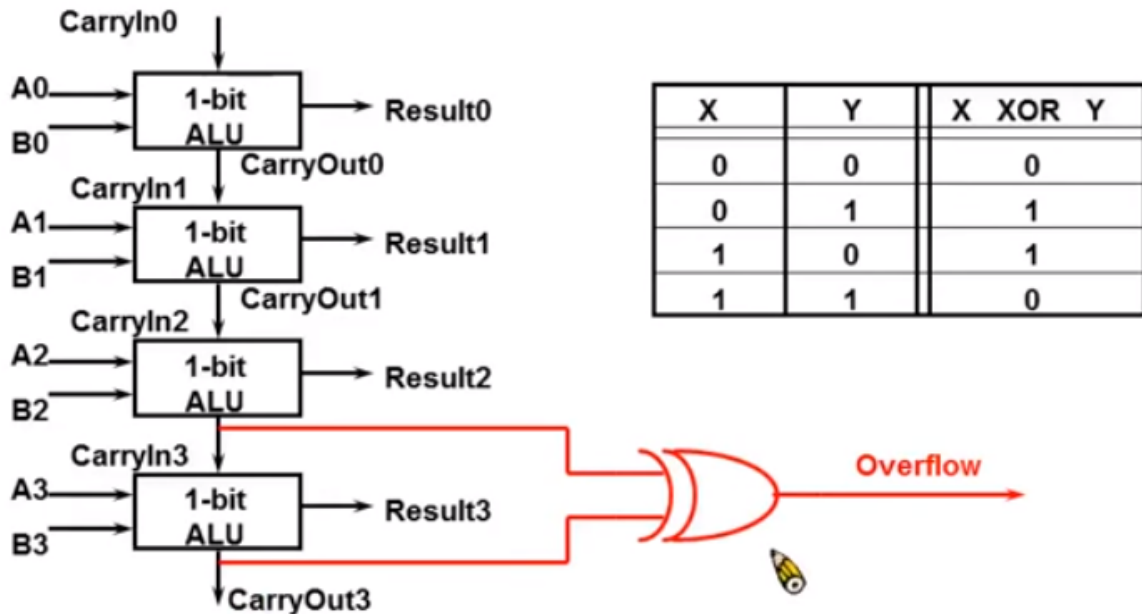 CarryIn0
A0
B0
1-bit
ALU
Result0
CarryOut0
CarryIn1
A1
B1
1-bit
ALU
Result1
CarryOut1
CarryIn2
A2
B2
1-bit
ALU
Result2
CarryIn3
A3
B3
1-bit
ALU
Result3
CarryOut3
Overflow
X Y X XOR Y
0 0 0
0 1 1
1 0 1
1 1 0